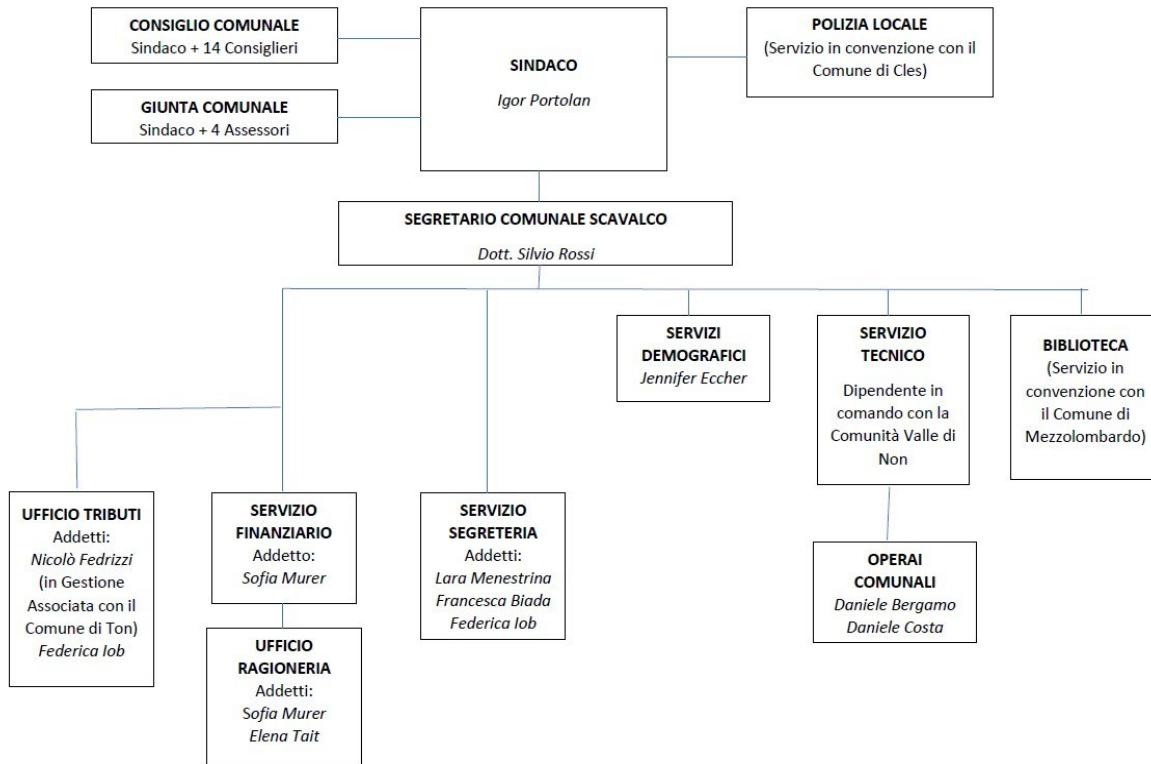 CONSIGLIO COMUNALE
Sindaco + 14 Consiglieri
GIUNTA COMUNALE
Sindaco + 4 Assessori
SINDACO
Igor Portolan
POLIZIA LOCALE
(Servizio in convenzione con il
Comune di Cles)
SEGRETARIO COMUNALE SCAVALCO
Dott. Silvio Rossi
SERVIZI
DEMOGRAFICI
Jennifer Eccher
SERVIZIO
TECNICO
Dipendente in
comando con la
Comunità Valle di
Non
BIBLIOTECA
(Servizio in
convenzione con
il Comune di
Mezzolombardo)
UFFICIO TRIBUTI
Addetti:
Nicolò Fedrizzi
(in Gestione
Associata con il
Comune di Ton)
Federica Iob
SERVIZIO
FINANZIARIO
Addetto:
Sofia Murer
SERVIZIO
SEGRETERIA
Addetti:
Lara Menestrina
Francesca Biada
Federica Iob
OPERAI
COMUNALI
Daniele Bergamo
Daniele Costa
UFFICIO
RAGIONERIA
Addetti:
Sofia Murer
Elena Tait